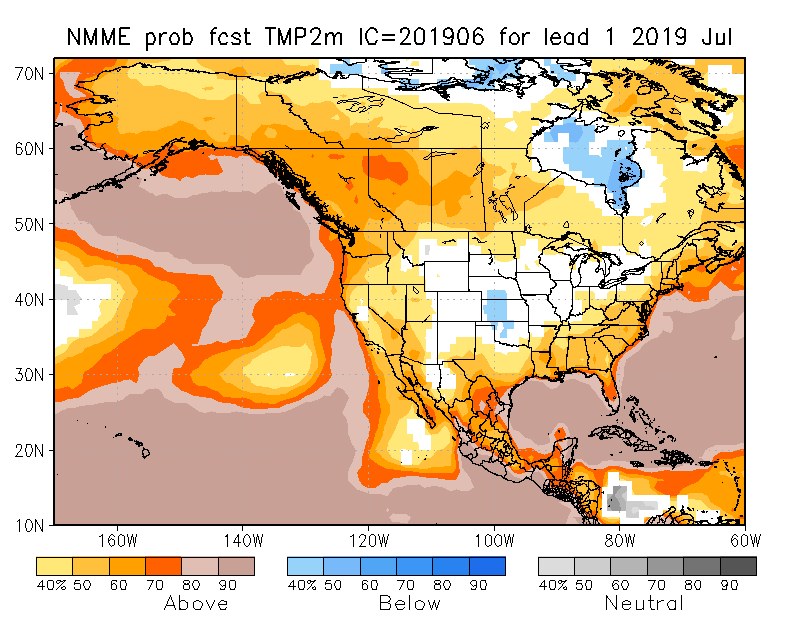 NMME prob fcst TMP2m IC=201906 for lead 1 2019 Jul
70N
60N
50N
40N
30N
20N
10N
160W 140W 120W 100W 80W 60W
40% 50 60 70 80 90 40% 50 60 70 80 90 40% 50 60 70 80 90
Above Below Neutral